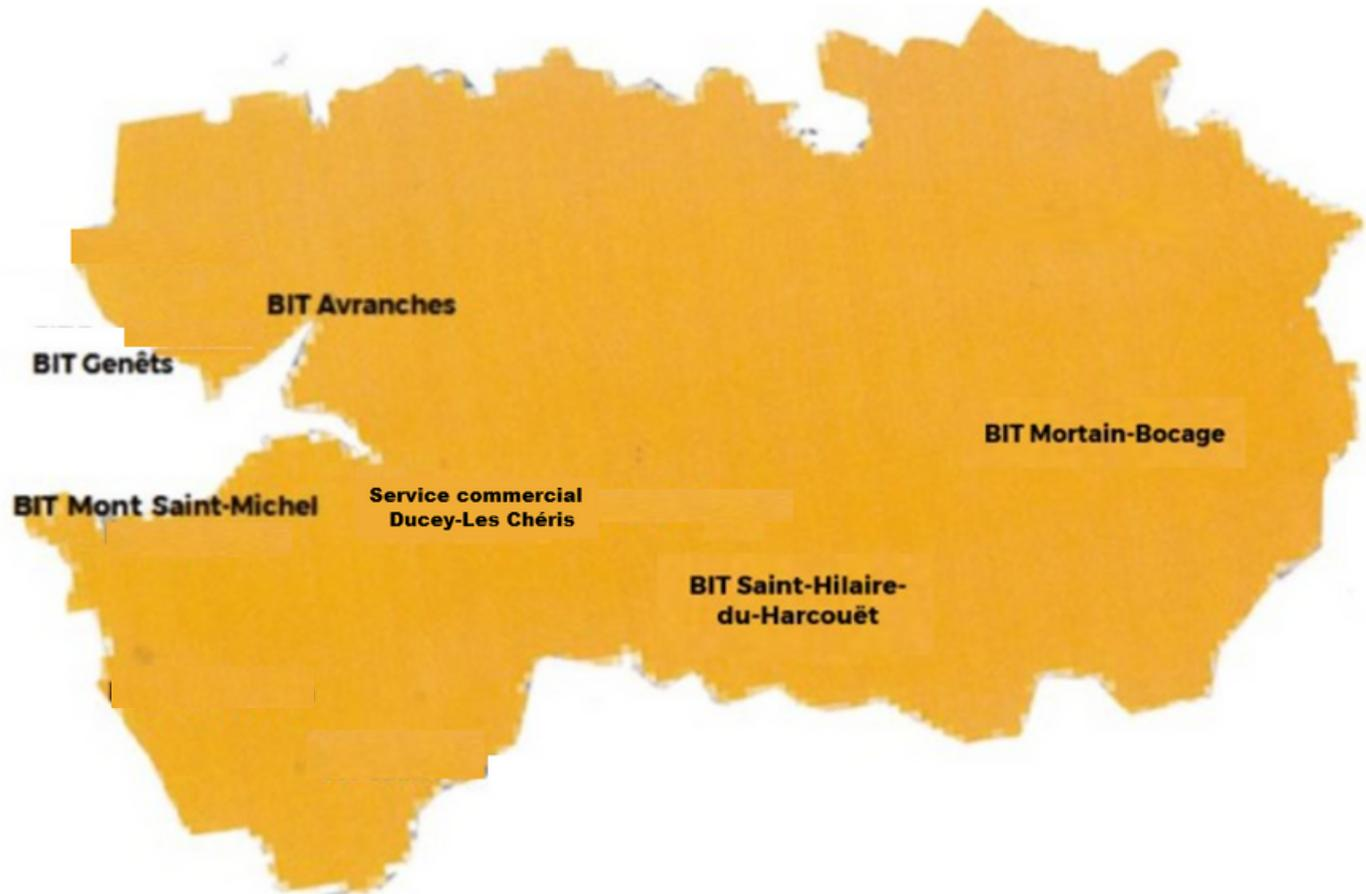 BIT Avranches
BIT Genêts
BIT Mortain-Bocage
BIT Mont Saint-Michel
Service commercial
Ducey-Les Chéris
BIT Saint-Hilaire-
du-Harcouët